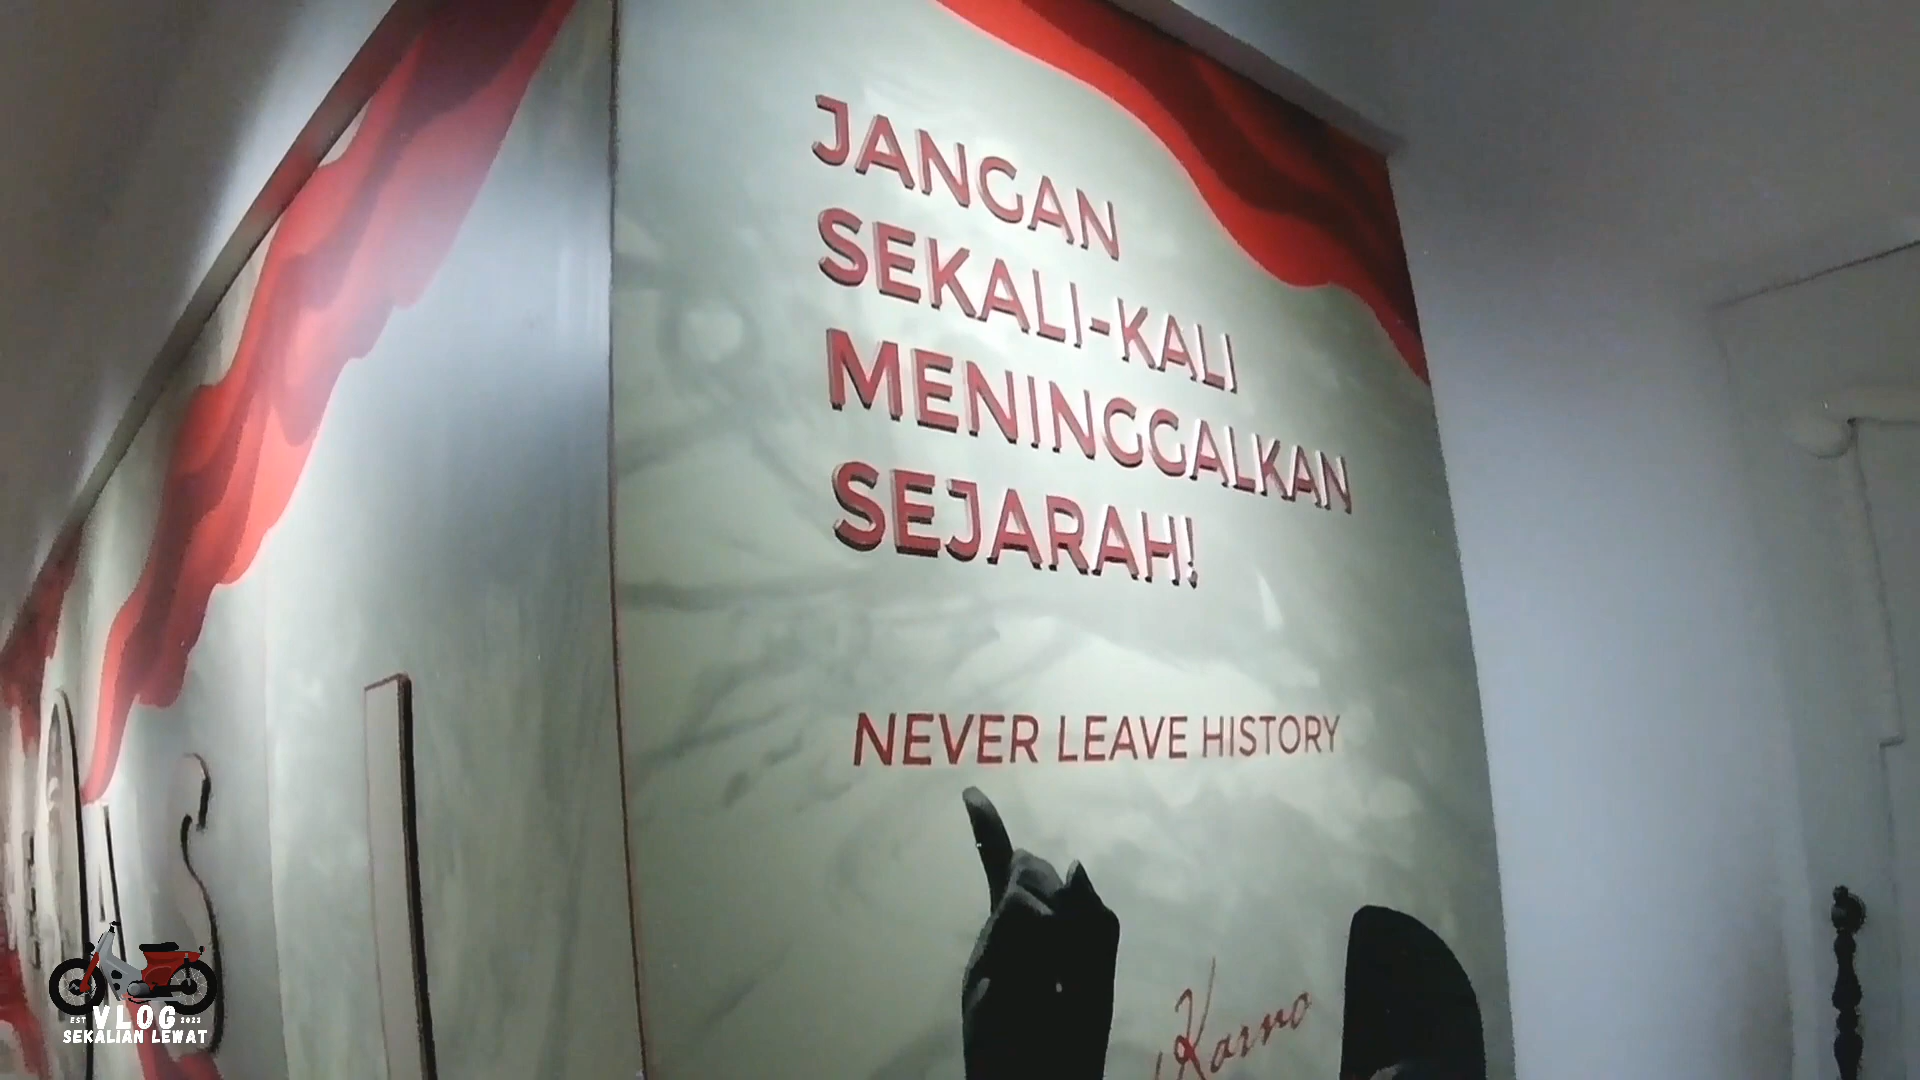 JANGAN
SEKALI-KALI
MENINGGALKAN
SEJARAH!
NEVER LEAVE HISTORY
Karno
EST VLOG 2023
SEKALIAN LEWAT